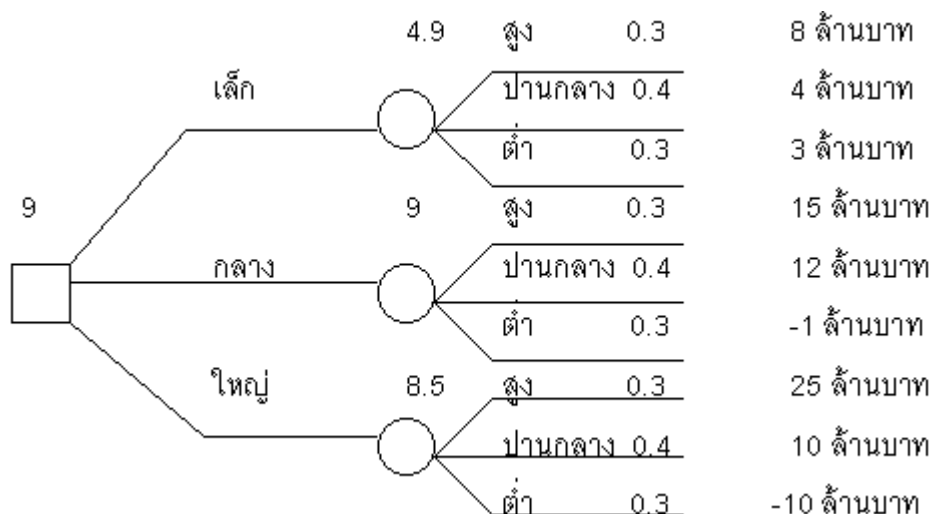 4.9 สูง 0.3 8 ล้านบาท
เล็ก ปานกลาง 0.4 4 ล้านบาท
ต่ำ 0.3 3 ล้านบาท
9 9 สูง 0.3 15 ล้านบาท
กลาง ปานกลาง 0.4 12 ล้านบาท
ต่ำ 0.3 -1 ล้านบาท
ใหญ่ 8.5 สูง 0.3 25 ล้านบาท
ปานกลาง 0.4 10 ล้านบาท
ต่ำ 0.3 -10 ล้านบาท